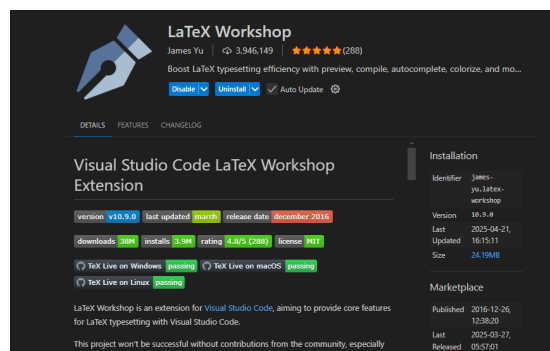 LaTeX Workshop
James Yu 3,946,149 (288)
Boost LaTeX typesetting efficiency with preview, compile, autocomplete, colorize, and mo...
Disable Uninstall Auto Update
DETAILS FEATURES CHANGELOG
Visual Studio Code LaTeX Workshop
Extension
version v10.9.0 last updated march release date december 2016
downloads 38M installs 3.9M rating 4.8/5 (288) license MIT
TeX Live on Windows passing TeX Live on macOS passing
TeX Live on Linux passing
LaTeX Workshop is an extension for Visual Studio Code, aiming to provide core features
for LaTeX typesetting with Visual Studio Code.
This project won't be successful without contributions from the community, especially
Installation
Identifier james-
yu.latex-
workshop
Version 10.9.0
Last 2025-04-21,
Updated 16:15:11
Size 24.19MB
Marketplace
Published 2016-12-26,
12:38:20
Last 2025-03-27,
Released 05:57:01